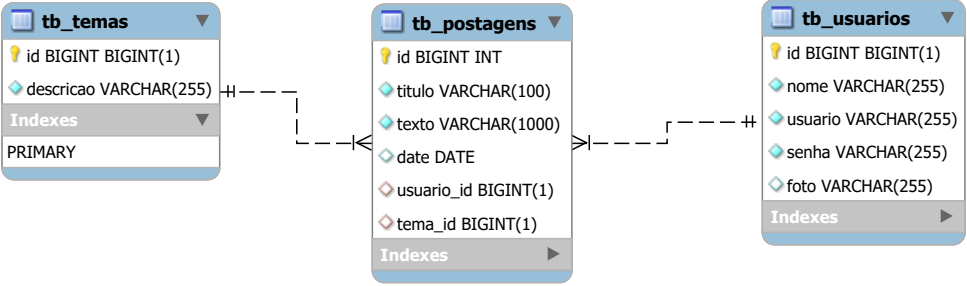 tb_temas
id BIGINT BIGINT(1)
descricao VARCHAR(255)
Indexes
PRIMARY
tb_postagens
id BIGINT INT
titulo VARCHAR(100)
texto VARCHAR(1000)
date DATE
usuario_id BIGINT(1)
tema_id BIGINT(1)
Indexes
tb_usuarios
id BIGINT BIGINT(1)
nome VARCHAR(255)
usuario VARCHAR(255)
senha VARCHAR(255)
foto VARCHAR(255)
Indexes